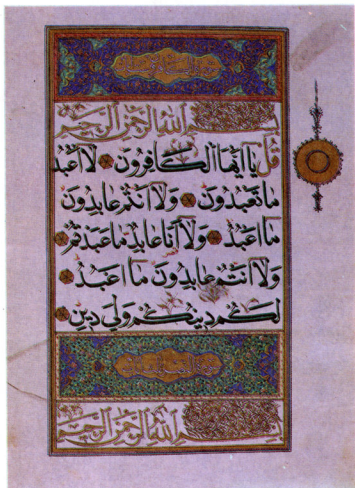 بسم الله الرحمن الرحيم
قل يا ايها الكافرون لا اعبد
ما تعبدون ولا انتم عابدون
ما اعبد ولا انا عابد ما عبدتم
ولا انتم عابدون ما اعبد
لكم دينكم ولي دين
بسم الله الرحمن الرحيم